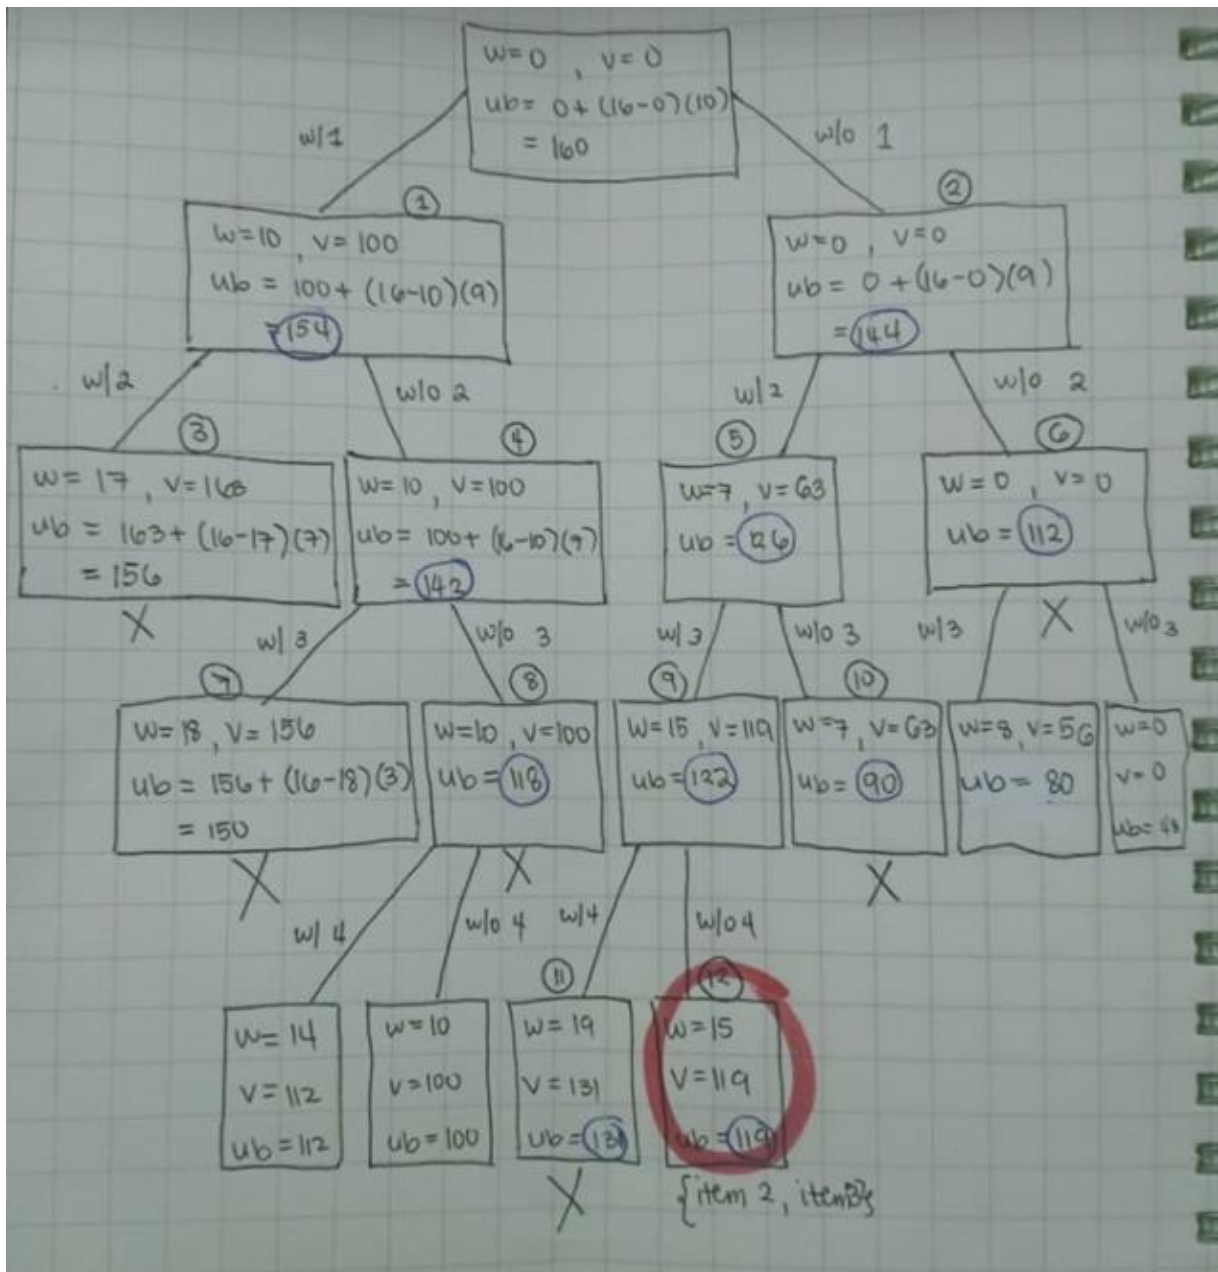 w=0 , v=0
ub= 0+(16-0)(10)
= 160
w/1
w/o 1
①
w=10 , v=100
ub = 100+(16-10)(9)
=154
②
w=0 , v=0
ub= 0+(16-0)(9)
=144
w/2
w/o 2
w/2
w/o 2
③
w= 17 , v=168
ub = 163+(16-17)(7)
= 156
X
④
w=10 , v=100
ub= 100+(16-10)(7)
=142
⑤
w=7 , v=63
ub=126
⑥
w=0 , v=0
ub= 112
X
w/3
w/o 3
w/3
w/o 3
w/3
w/o 3
⑦
w=18 , v=156
ub= 156+(16-18)(3)
= 150
X
⑧
w=10 , v=100
ub=118
X
⑨
w=15 , v=119
ub=122
⑩
w=7 , v=63
ub=90
X
w=8, v=56
ub= 80
w=0
v=0
ub=48
w/ 4
w/o 4
w/4
w/o 4
w=14
v=112
ub=112
w=10
v=100
ub=100
⑪
w=19
v=131
ub=131
X
⑫
w=15
v=119
ub=119
{item 2, item3}